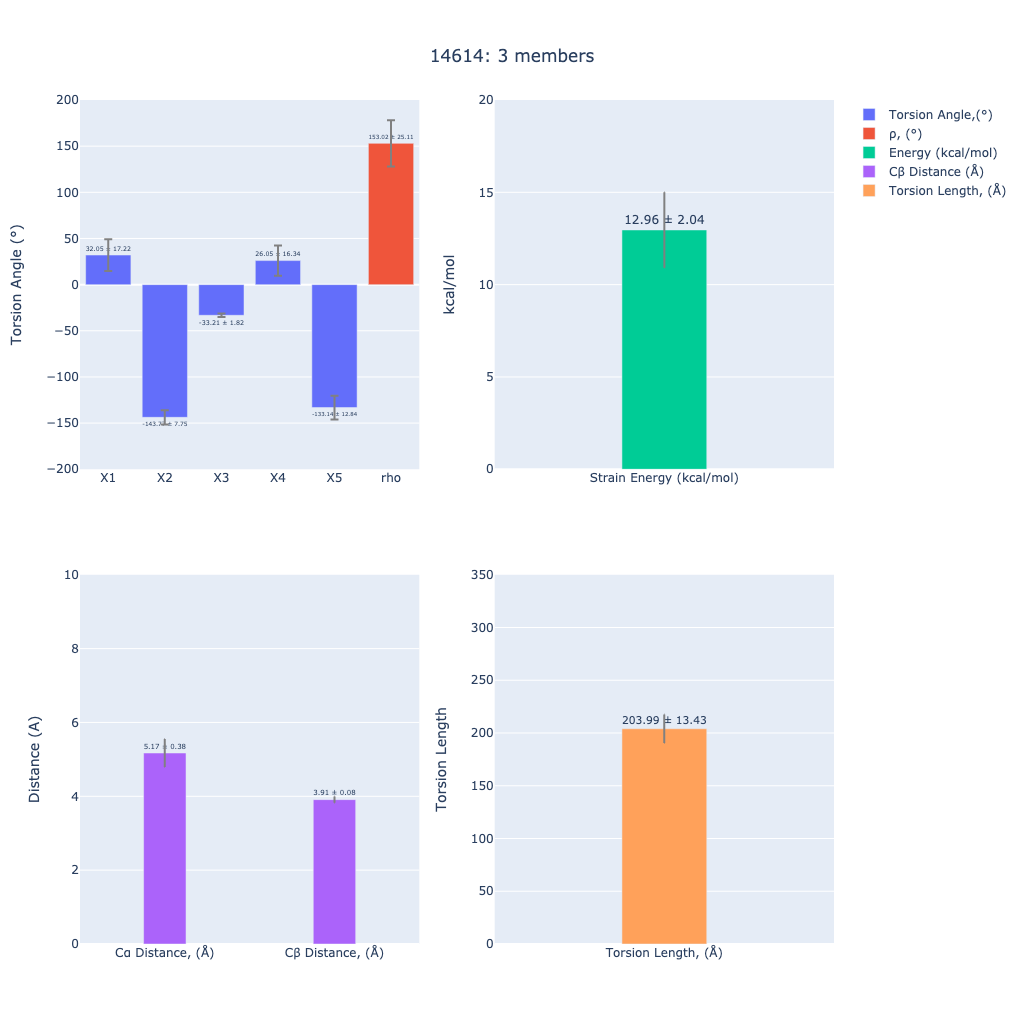 14614: 3 members
Torsion Angle (°)
200
150
100
50
0
−50
−100
−150
−200
32.05 ± 17.22
-33.21 ± 1.82
26.05 ± 16.34
-133.14 ± 12.84
153.02 ± 25.11
X1 X2 X3 X4 X5 rho
kcal/mol
20
15
10
5
0
12.96 ± 2.04
Strain Energy (kcal/mol)
Torsion Angle,(°)
ρ, (°)
Energy (kcal/mol)
Cβ Distance (Å)
Torsion Length, (Å)
Distance (A)
10
8
6
4
2
0
5.17 ± 0.38
3.91 ± 0.08
Cα Distance, (Å) Cβ Distance, (Å)
Torsion Length
350
300
250
200
150
100
50
0
203.99 ± 13.43
Torsion Length, (Å)